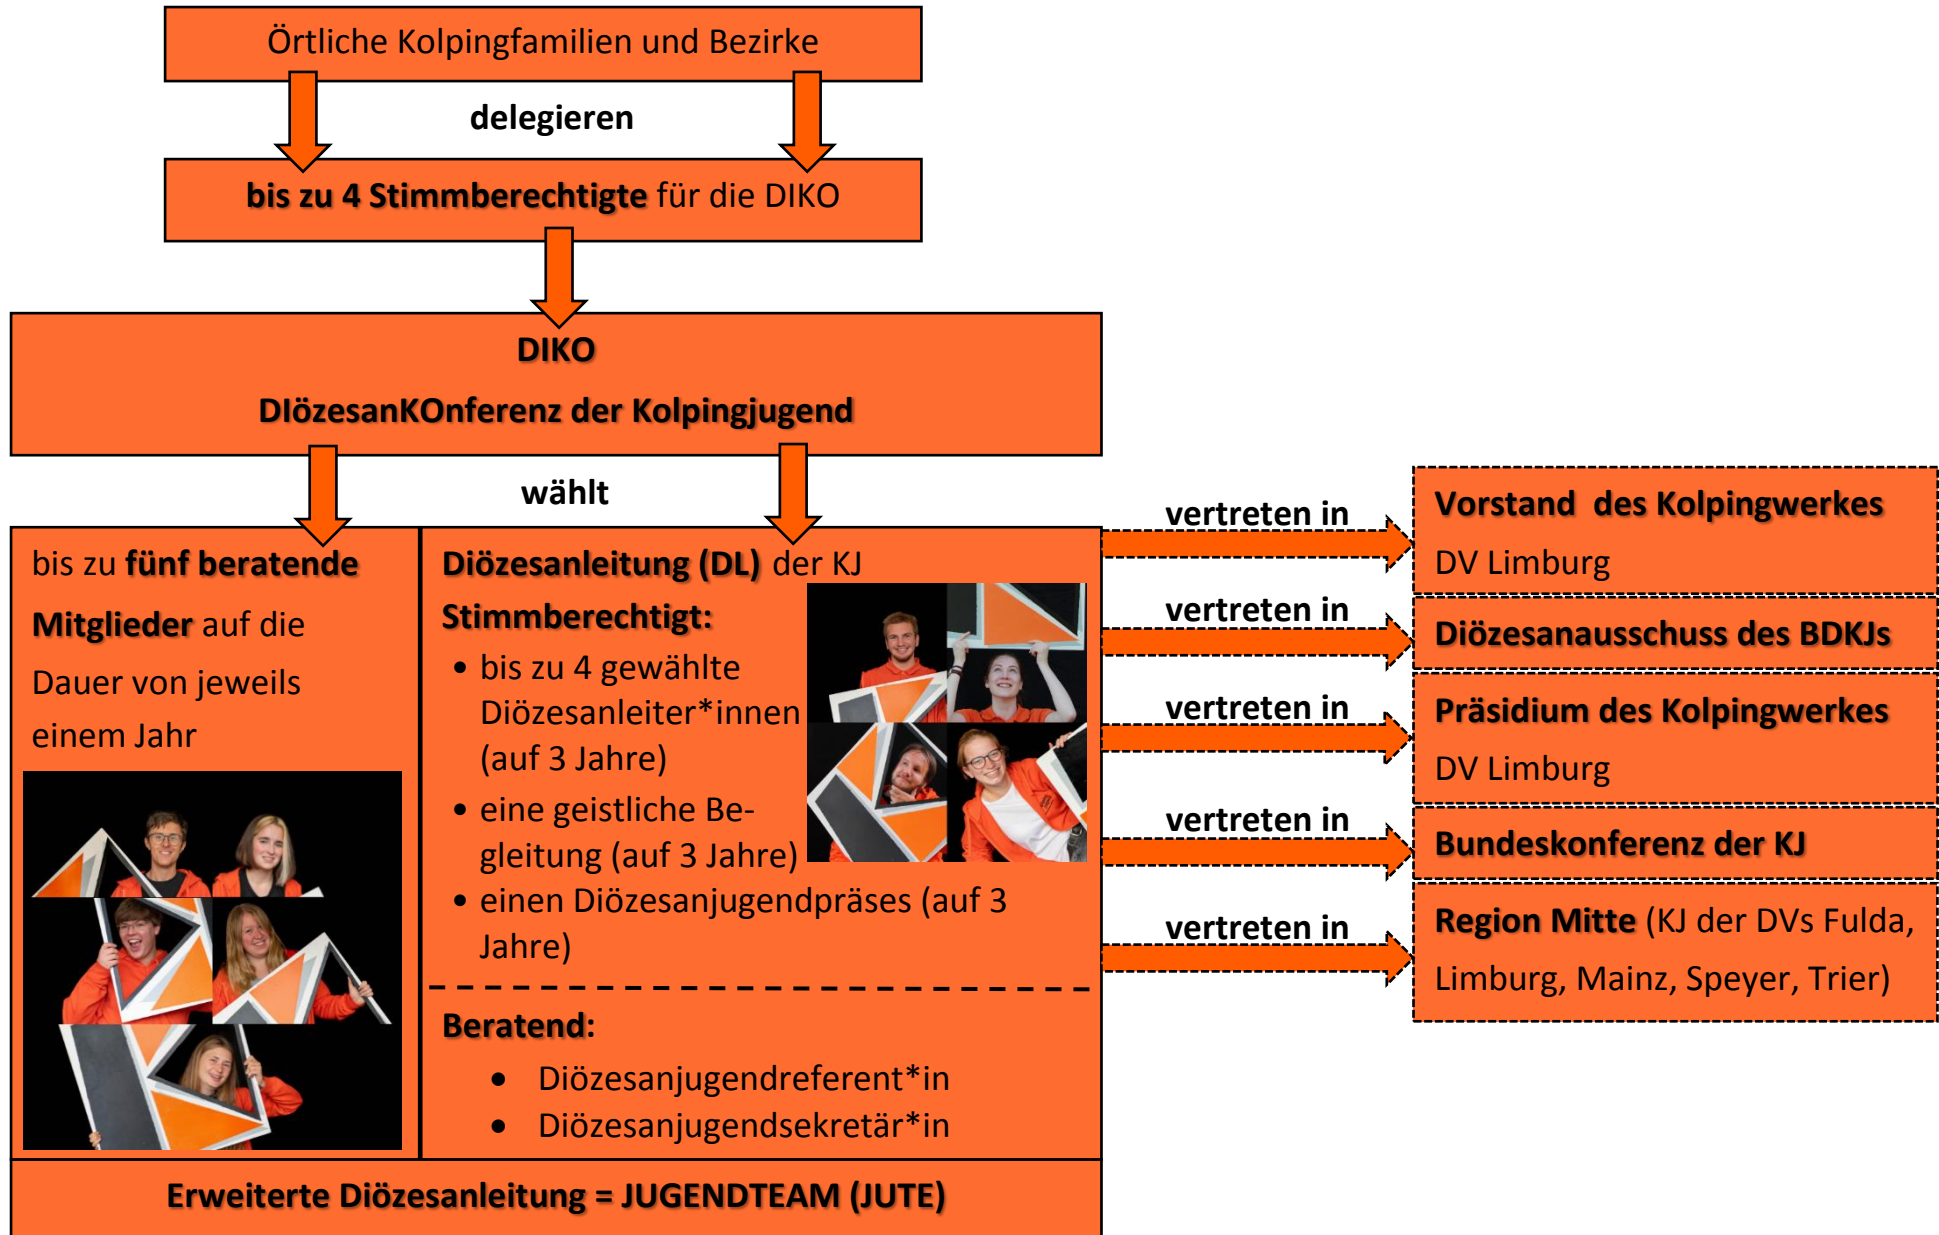 Örtliche Kolpingfamilien und Bezirke
delegieren
bis zu 4 Stimmberechtigte für die DIKO
DIKO
DIözesanKOnferenz der Kolpingjugend
wählt
bis zu fünf beratende
Mitglieder auf die
Dauer von jeweils
einem Jahr
Diözesanleitung (DL) der KJ
Stimmberechtigt:
• bis zu 4 gewählte
Diözesanleiter*innen
(auf 3 Jahre)
• eine geistliche Be-
gleitung (auf 3 Jahre)
• einen Diözesanjugendpräses (auf 3
Jahre)
Beratend:
• Diözesanjugendreferent*in
• Diözesanjugendsekretär*in
Erweiterte Diözesanleitung = JUGENDTEAM (JUTE)
vertreten in
Vorstand des Kolpingwerkes
DV Limburg
vertreten in
Diözesanausschuss des BDKJs
vertreten in
Präsidium des Kolpingwerkes
DV Limburg
vertreten in
Bundeskonferenz der KJ
vertreten in
Region Mitte (KJ der DVs Fulda,
Limburg, Mainz, Speyer, Trier)